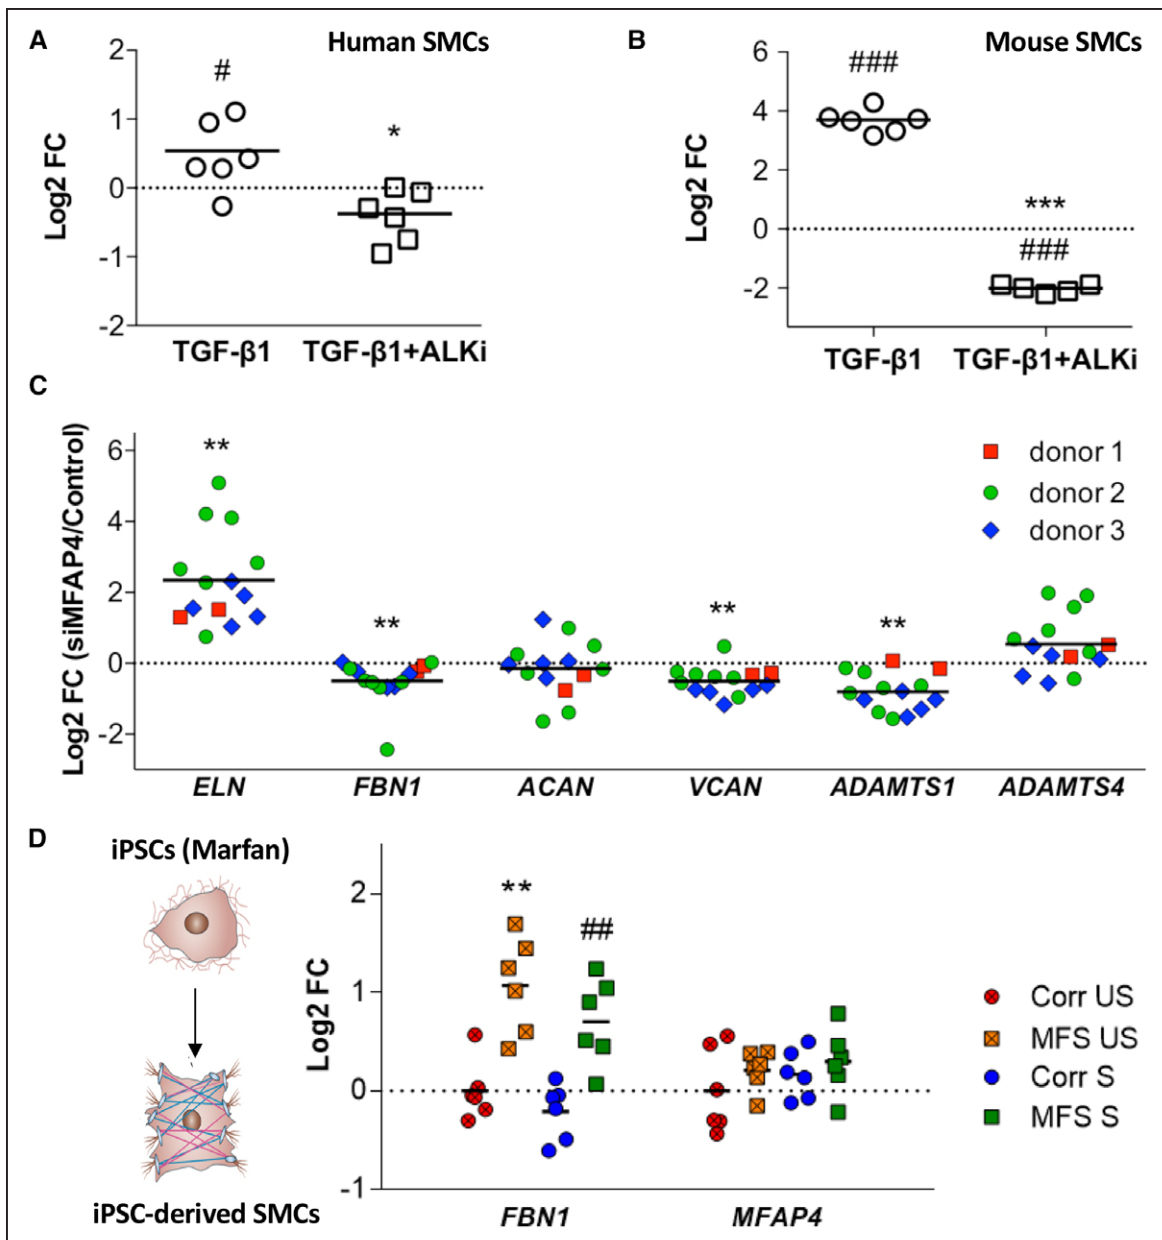 A
Human SMCs
2
1
0
-1
-2
Log2 FC
#
*
TGF-β1
TGF-β1+ALKi
B
Mouse SMCs
6
4
2
0
-2
Log2 FC
###
***
###
TGF-β1
TGF-β1+ALKi
C
Log2 FC (siMFAP4/Control)
6
4
2
0
-2
**
**
**
**
donor 1
donor 2
donor 3
ELN
FBN1
ACAN
VCAN
ADAMTS1
ADAMTS4
D
iPSCs (Marfan)
iPSC-derived SMCs
Log2 FC
2
1
0
-1
**
##
Corr US
MFS US
Corr S
MFS S
FBN1
MFAP4